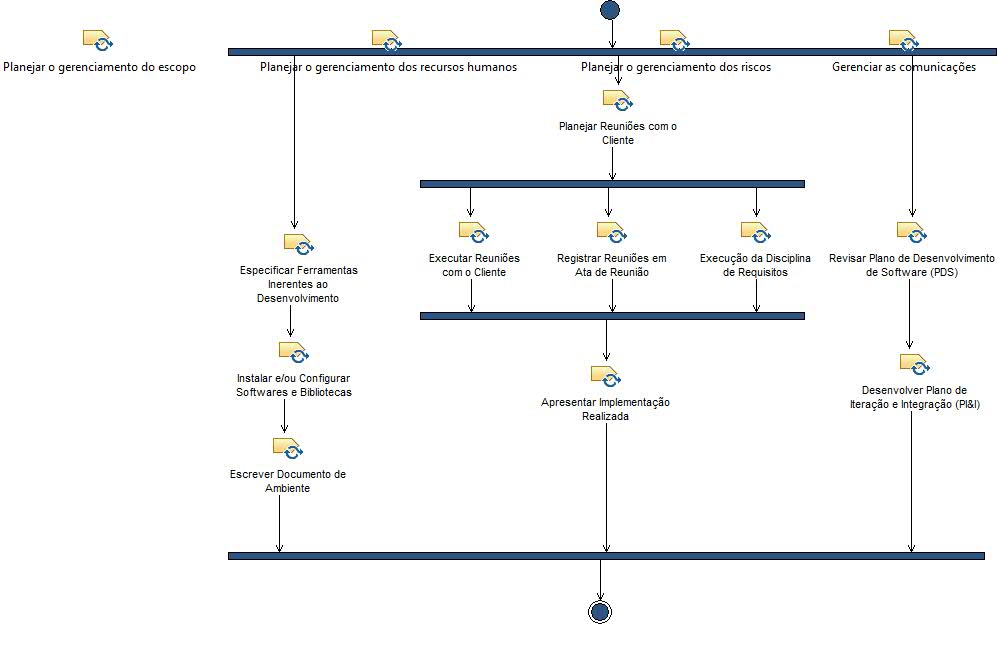 Planejar o gerenciamento do escopo
Planejar o gerenciamento dos recursos humanos
Planejar o gerenciamento dos riscos
Gerenciar as comunicações
Planejar Reuniões com o
Cliente
Executar Reuniões
com o Cliente
Registrar Reuniões em
Ata de Reunião
Execução da Disciplina
de Requisitos
Revisar Plano de Desenvolvimento
de Software (PDS)
Especificar Ferramentas
Inerentes ao
Desenvolvimento
Instalar e/ou Configurar
Softwares e Bibliotecas
Apresentar Implementação
Realizada
Desenvolver Plano de
Iteração e Integração (PI&I)
Escrever Documento de
Ambiente